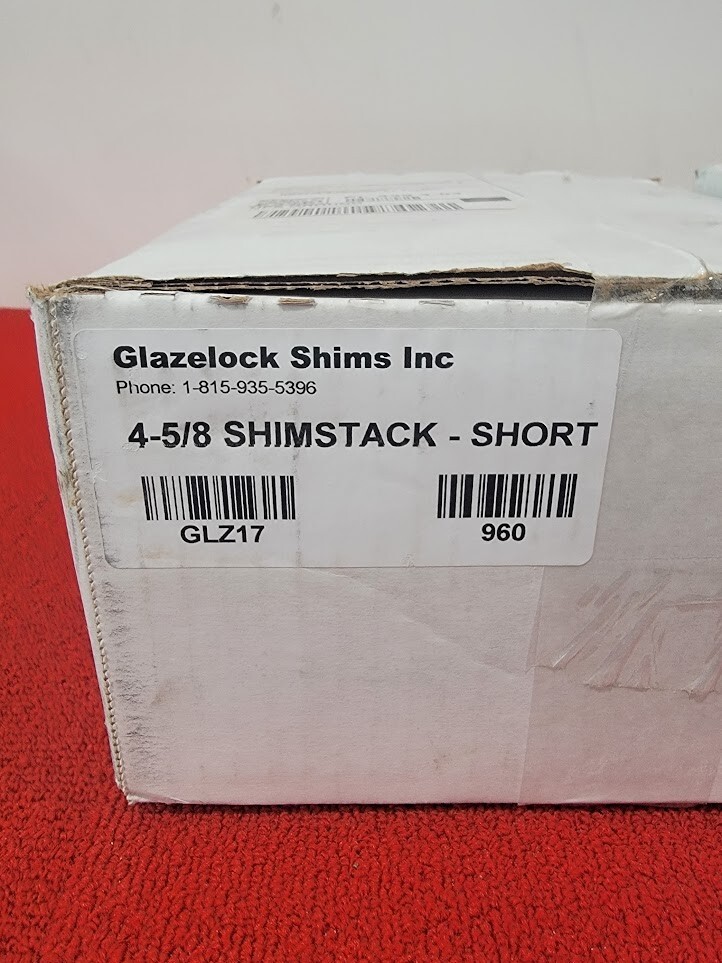 Glazelock Shims Inc
Phone: 1-815-935-5396
4-5/8 SHIMSTACK - SHORT
GLZ17
960